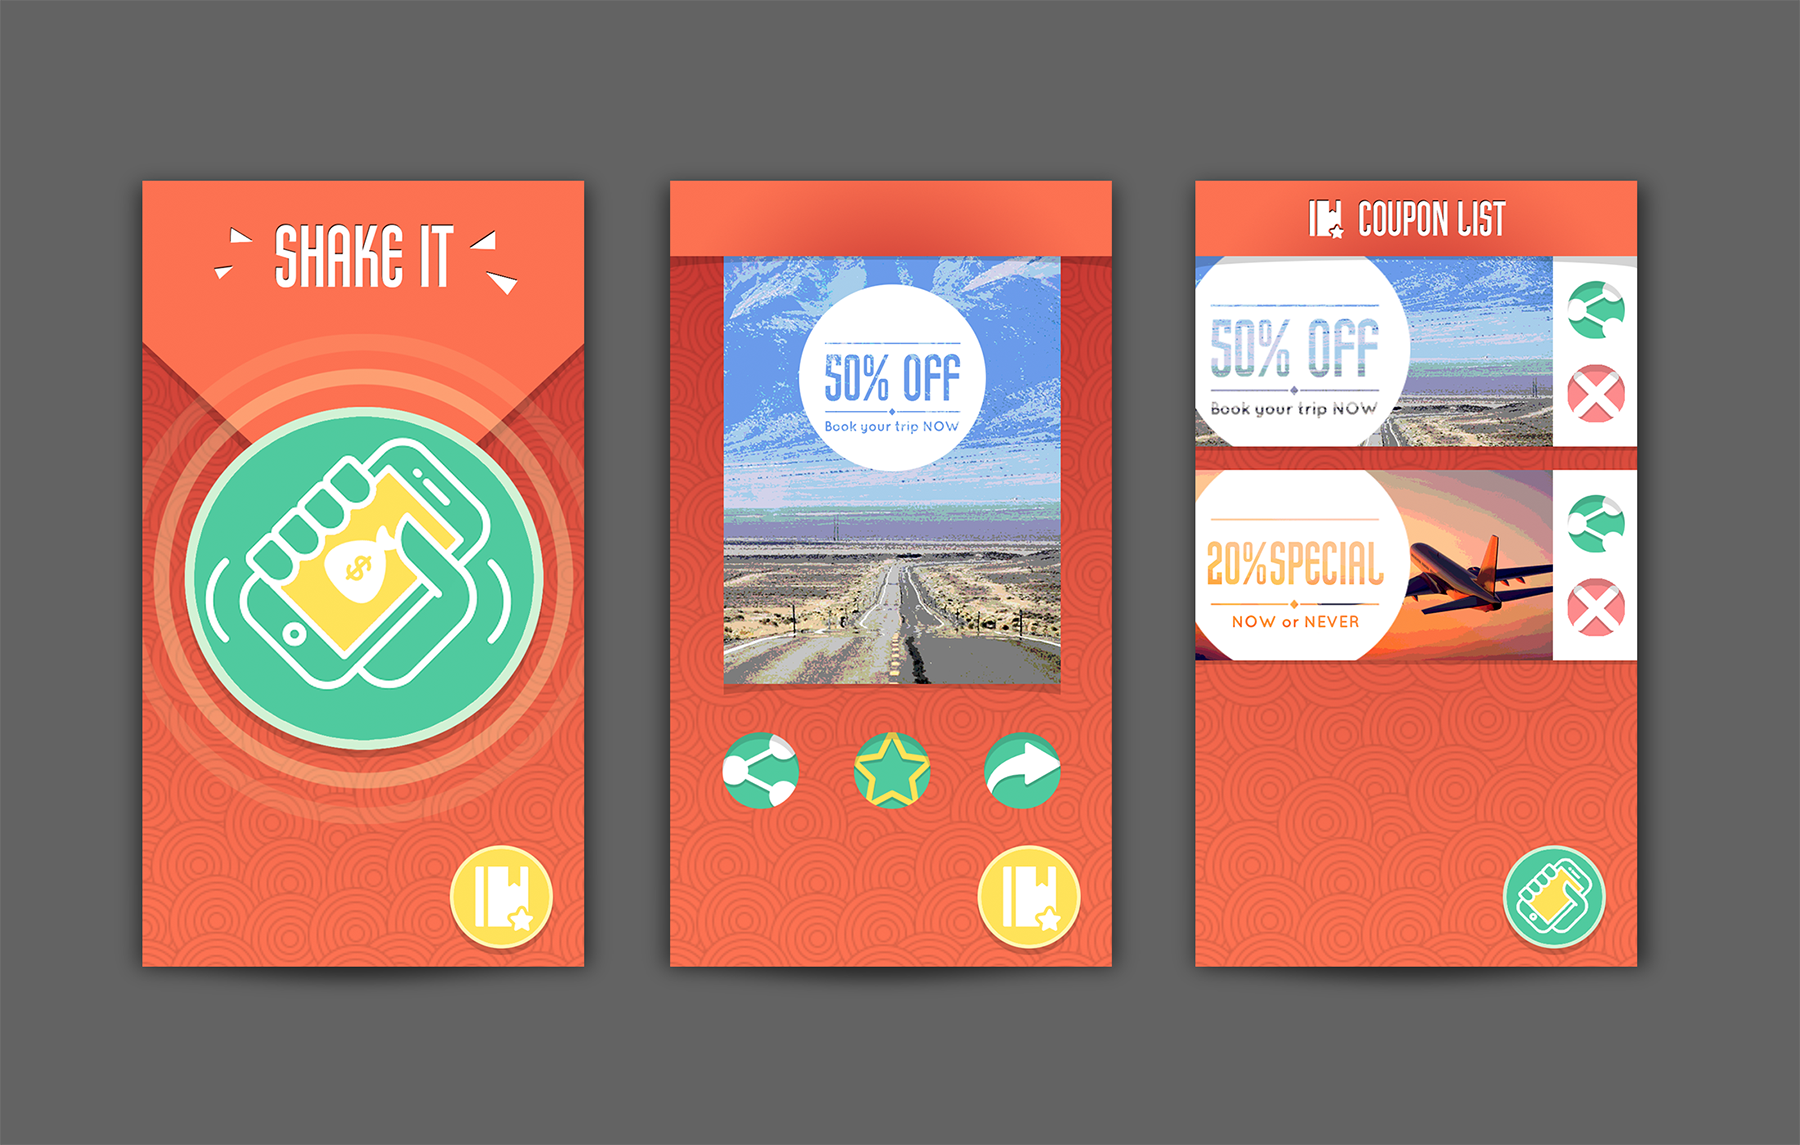 SHAKE IT
$
50% OFF
Book your trip NOW
COUPON LIST
50% OFF
Book your trip NOW
20%SPECIAL
NOW or NEVER